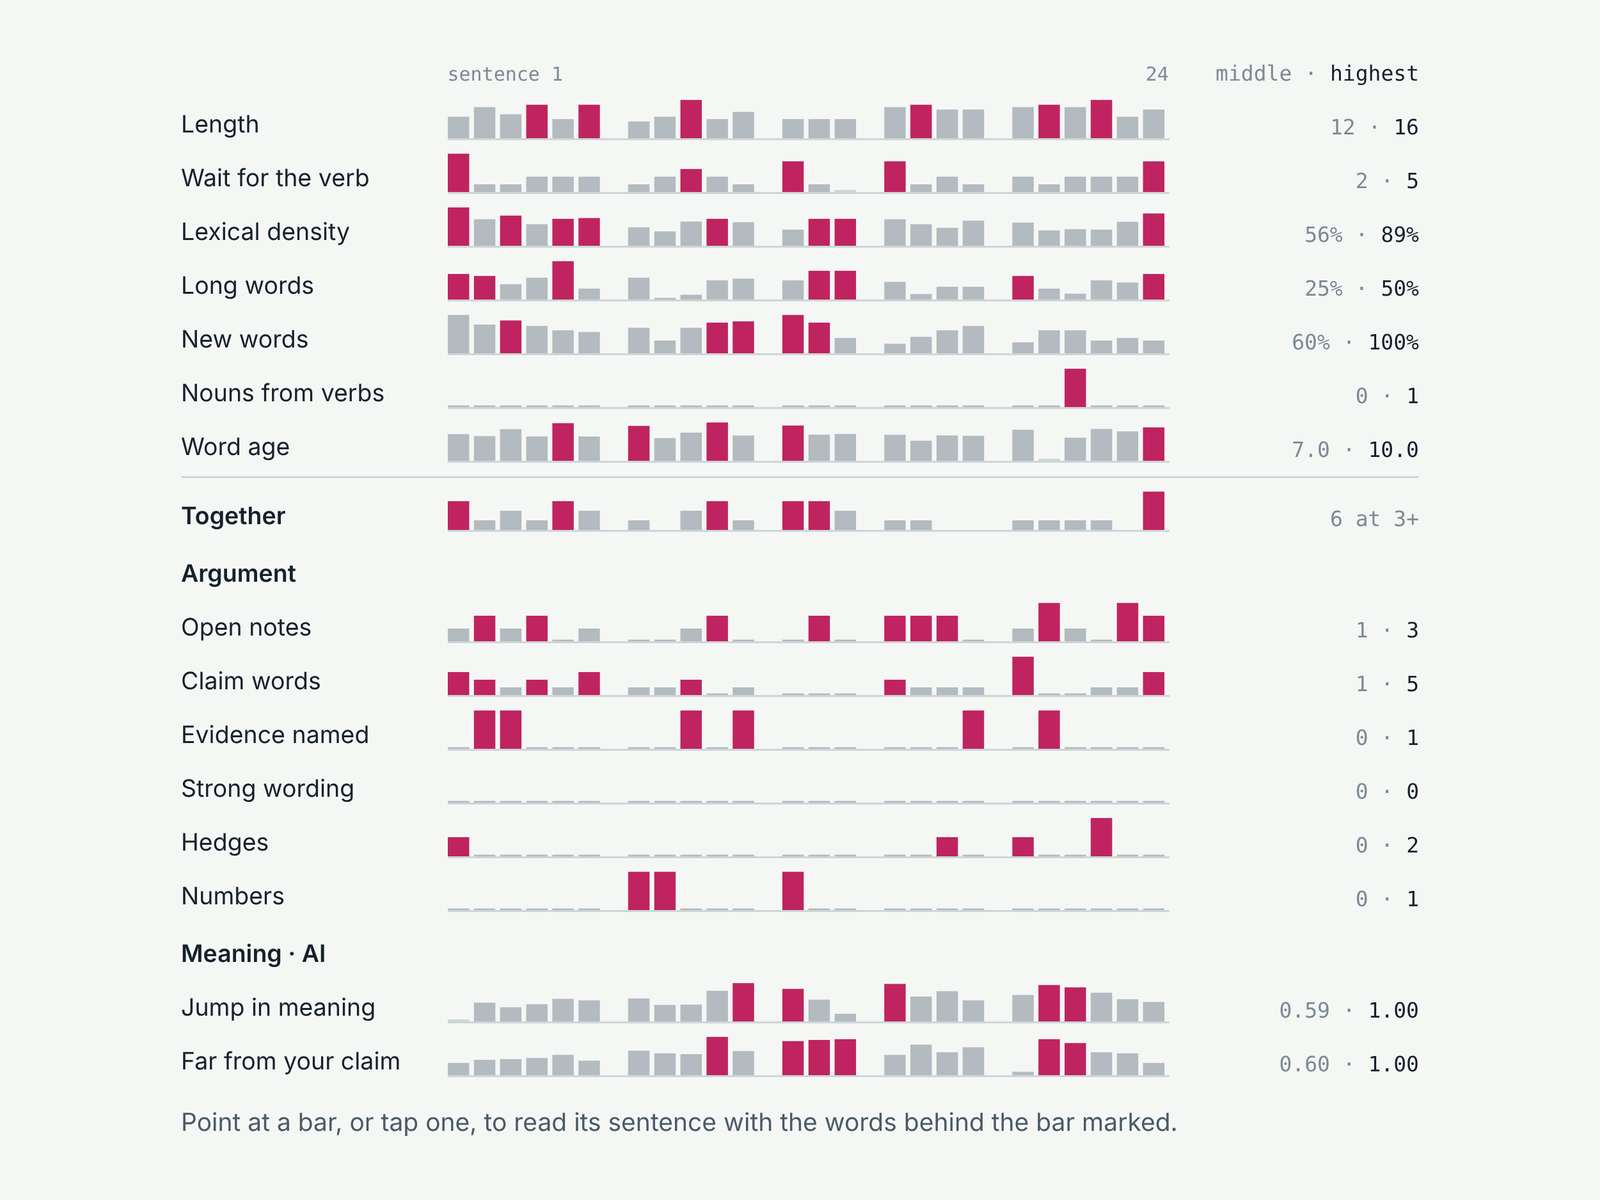 sentence 1 24 middle · highest
Length 12 · 16
Wait for the verb 2 · 5
Lexical density 56% · 89%
Long words 25% · 50%
New words 60% · 100%
Nouns from verbs 0 · 1
Word age 7.0 · 10.0
Together 6 at 3+
Argument
Open notes 1 · 3
Claim words 1 · 5
Evidence named 0 · 1
Strong wording 0 · 0
Hedges 0 · 2
Numbers 0 · 1
Meaning · AI
Jump in meaning 0.59 · 1.00
Far from your claim 0.60 · 1.00
Point at a bar, or tap one, to read its sentence with the words behind the bar marked.